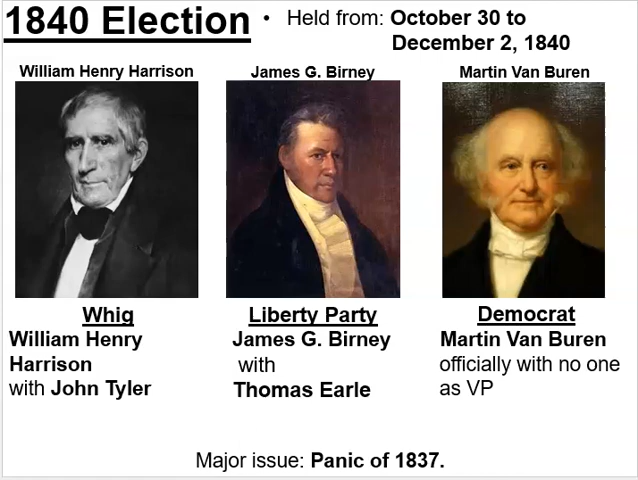 1840 Election
• Held from: October 30 to
December 2, 1840
William Henry Harrison
James G. Birney
Martin Van Buren
Whig
William Henry
Harrison
with John Tyler
Liberty Party
James G. Birney
with
Thomas Earle
Democrat
Martin Van Buren
officially with no one
as VP
Major issue: Panic of 1837.